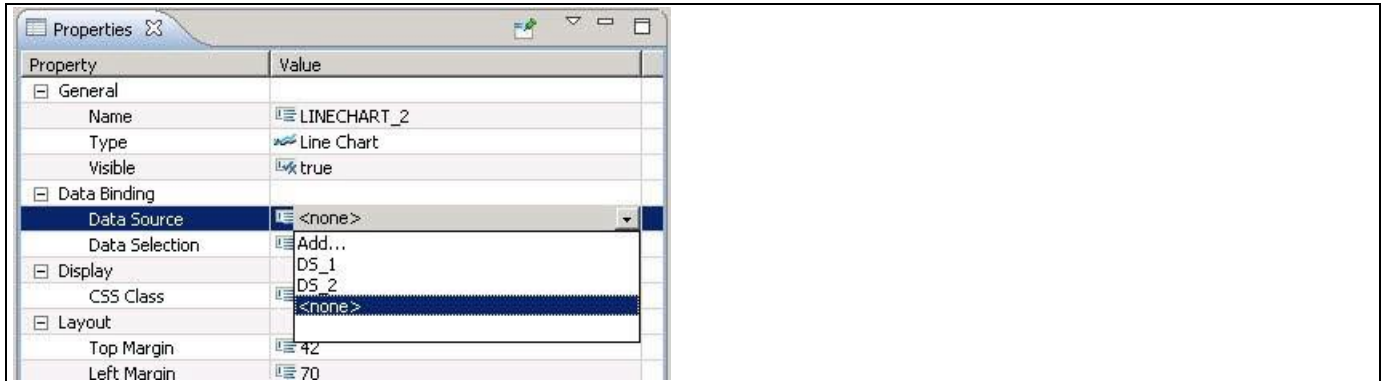 Properties
Property Value
General
Name LINECHART_2
Type Line Chart
Visible true
Data Binding
Data Source <none>
Data Selection Add...
DS_1
Display
DS_2
CSS Class <none>
Layout
Top Margin 42
Left Margin 70